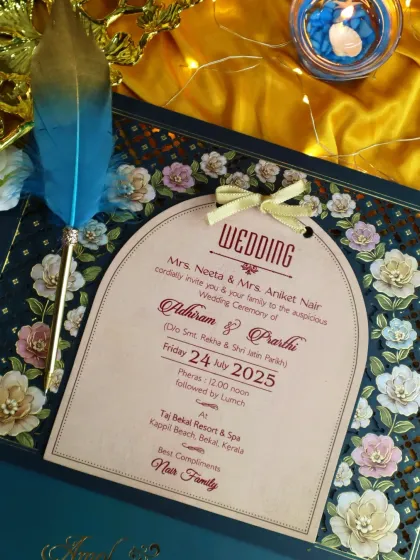 WEDDING
Mrs. Neeta & Mrs. Aniket Nair
cordially invite you & your family to the auspicious
Wedding Ceremony of
Adhiram & Prarthi
(D/o Smt. Rekha & Shri Jatin Parikh)
Friday 24 July 2025
Pheras : 12.00 noon
followed by Lumch
At
Taj Bekal Resort & Spa
Kappil Beach, Bekal, Kerala
Best Compliments
Nair Family